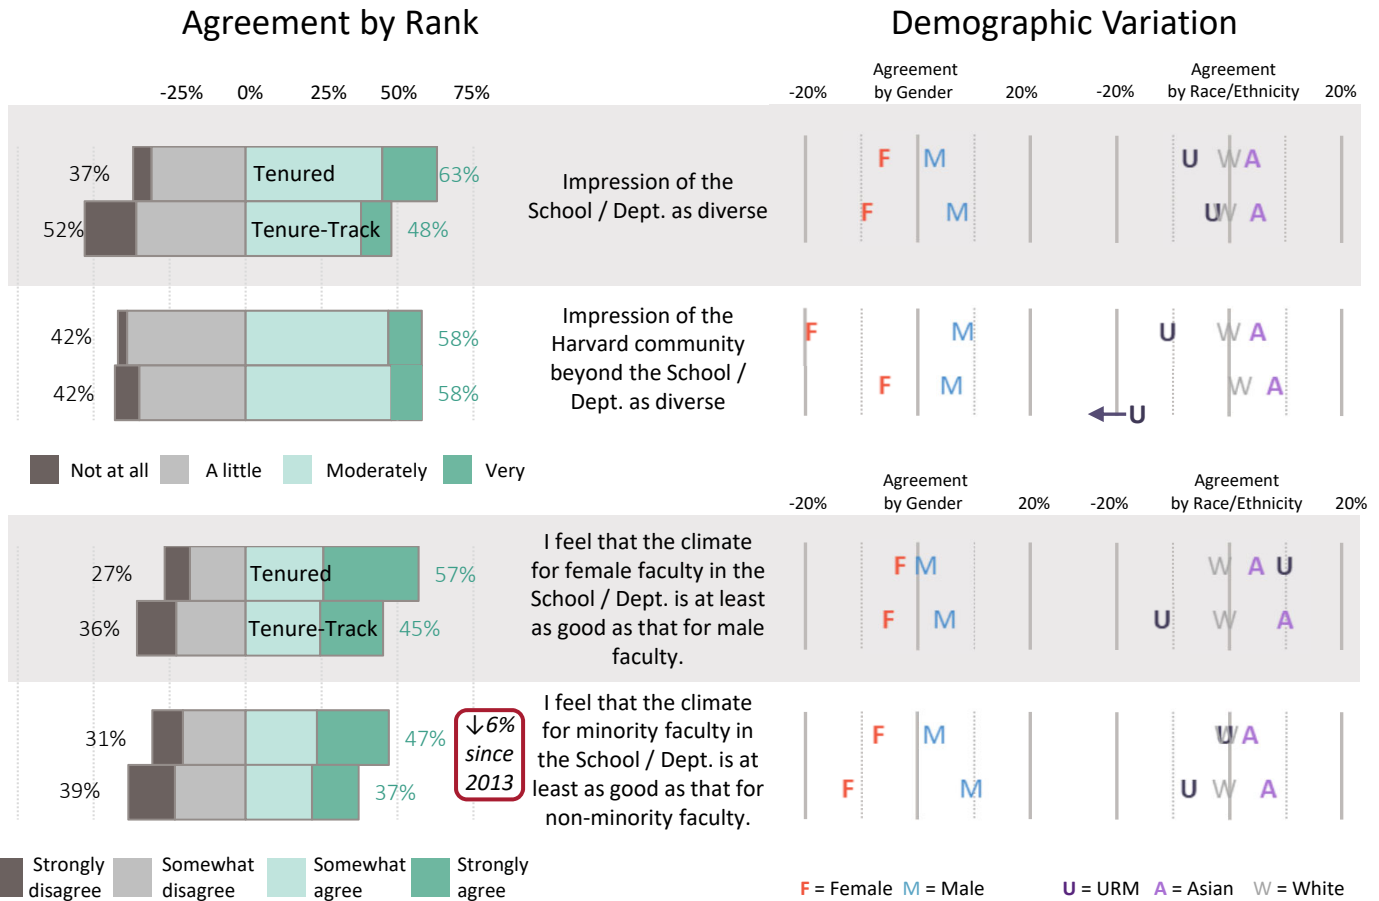 Agreement by Rank
Demographic Variation
-25% 0% 25% 50% 75%
Agreement
by Gender
-20% 20%
Agreement
by Race/Ethnicity
-20% 20%
37% Tenured 63%
52% Tenure-Track 48%
Impression of the
School / Dept. as diverse
F M U W A
F M U W A
42% 58%
42% 58%
Impression of the
Harvard community
beyond the School /
Dept. as diverse
F M U W A
F M W A
U
Not at all A little Moderately Very
Agreement
by Gender
-20% 20%
Agreement
by Race/Ethnicity
-20% 20%
27% Tenured 57%
36% Tenure-Track 45%
I feel that the climate
for female faculty in the
School / Dept. is at least
as good as that for male
faculty.
F M W A U
F M U W A
31% 47%
39% 37%
↓6%
since
2013
I feel that the climate
for minority faculty in
the School / Dept. is at
least as good as that for
non-minority faculty.
F M U W A
F M U W A
Strongly
disagree
Somewhat
disagree
Somewhat
agree
Strongly
agree
F = Female M = Male U = URM A = Asian W = White